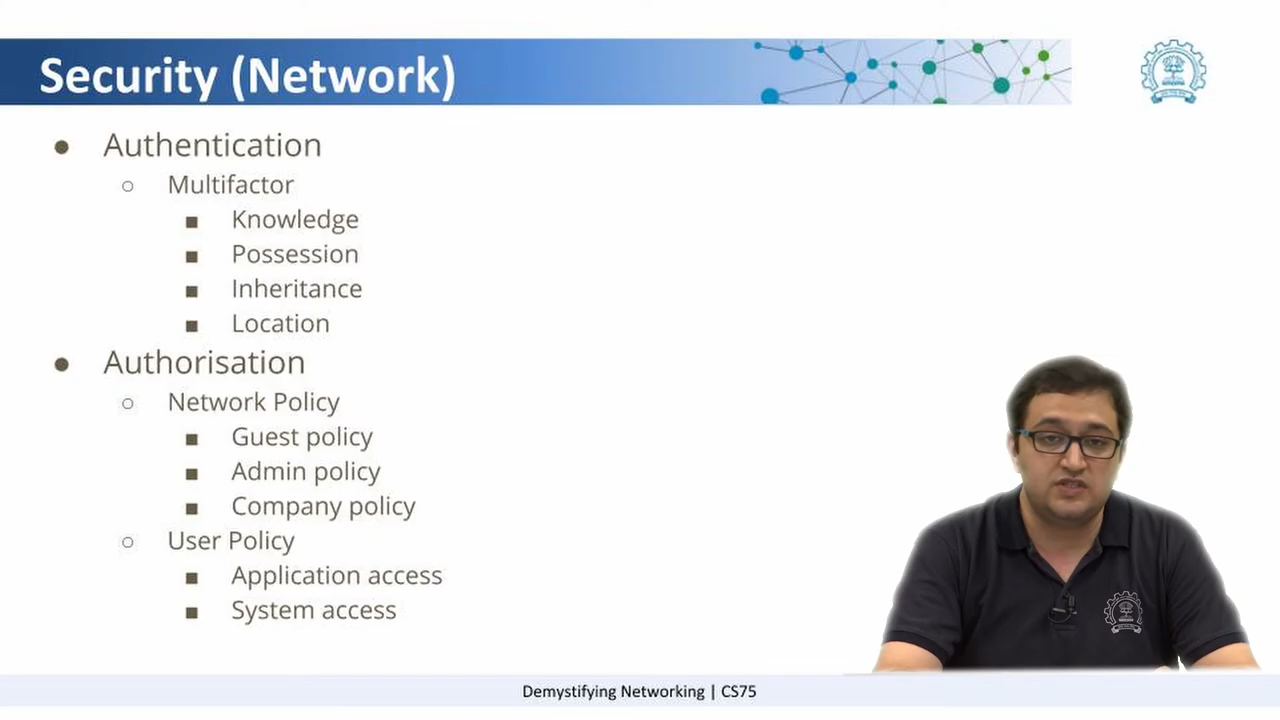 Security (Network)
● Authentication
○ Multifactor
■ Knowledge
■ Possession
■ Inheritance
■ Location
● Authorisation
○ Network Policy
■ Guest policy
■ Admin policy
■ Company policy
○ User Policy
■ Application access
■ System access
Demystifying Networking | CS75